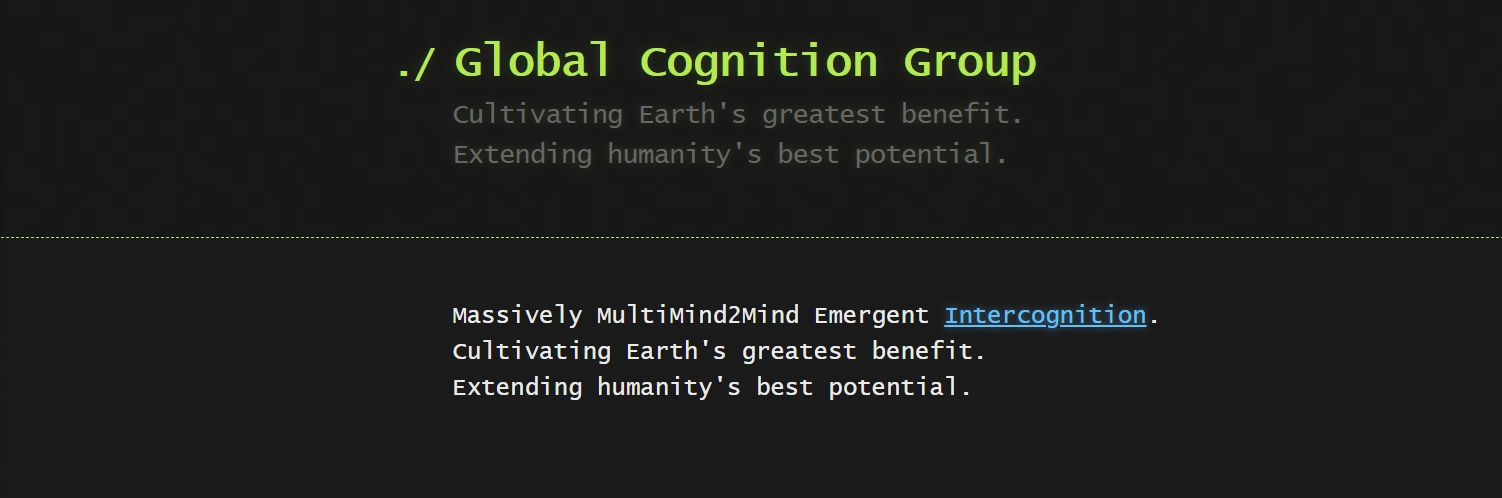 ./ Global Cognition Group
Cultivating Earth's greatest benefit.
Extending humanity's best potential.
Massively MultiMind2Mind Emergent Intercognition.
Cultivating Earth's greatest benefit.
Extending humanity's best potential.